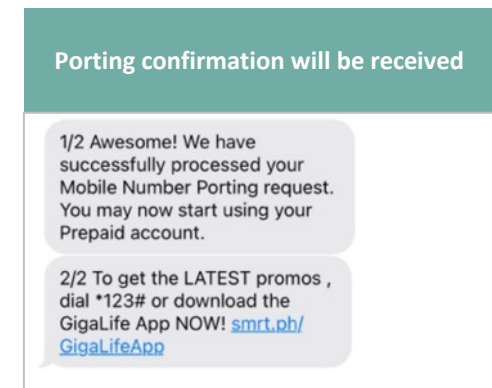 Porting confirmation will be received
1/2 Awesome! We have
successfully processed your
Mobile Number Porting request.
You may now start using your
Prepaid account.
2/2 To get the LATEST promos ,
dial *123# or download the
GigaLife App NOW! smrt.ph/
GigaLifeApp